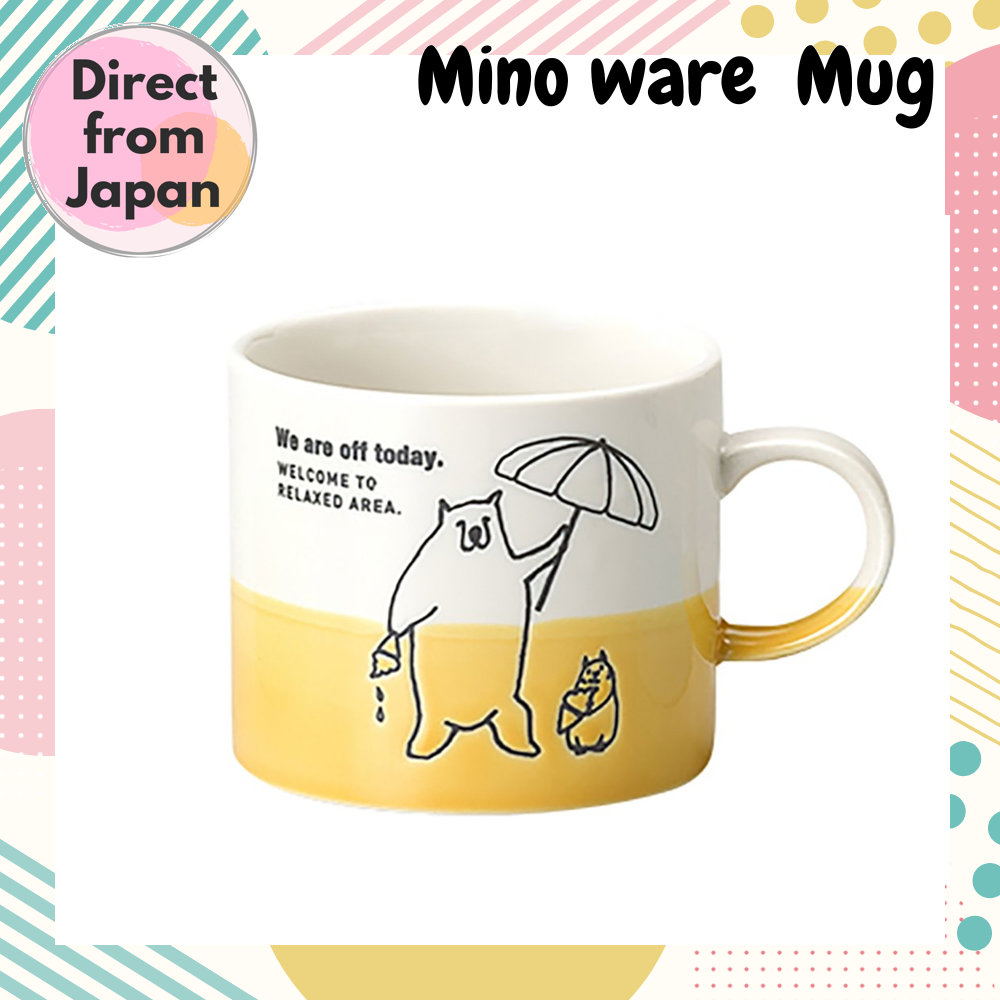 Direct
from
Japan
Mino ware Mug
We are off today.
WELCOME TO
RELAXED AREA.